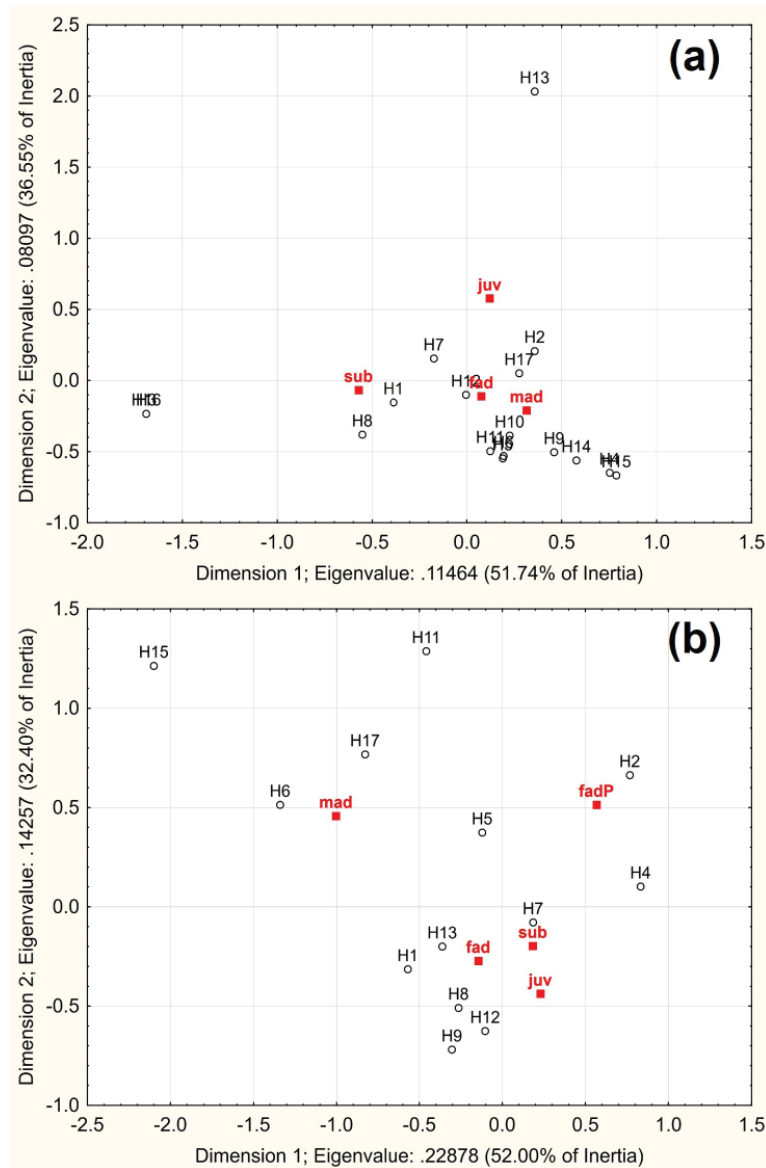 (a)
2.5
2.0
1.5
1.0
0.5
0.0
-0.5
-1.0
Dimension 2; Eigenvalue: .08097 (36.55% of Inertia)
H13
juv
H2
H7
H17
H12
sub
fad
mad
H1
H16
H8
H10
H11
H9
H14
H15
-2.0 -1.5 -1.0 -0.5 0.0 0.5 1.0 1.5
Dimension 1; Eigenvalue: .11464 (51.74% of Inertia)
(b)
1.5
1.0
0.5
0.0
-0.5
-1.0
Dimension 2; Eigenvalue: .14257 (32.40% of Inertia)
H15
H11
H17
H2
H6
mad
fadP
H5
H4
H7
H13
sub
H1
fad
juv
H8
H12
H9
-2.5 -2.0 -1.5 -1.0 -0.5 0.0 0.5 1.0 1.5
Dimension 1; Eigenvalue: .22878 (52.00% of Inertia)